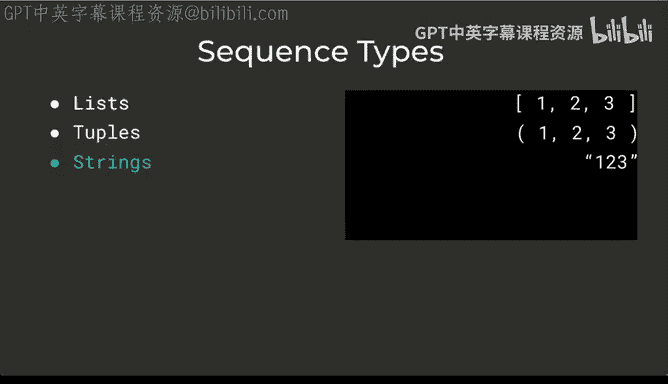 GPT中英字幕课程资源@bilibili.com
GPT中英字幕课程资源 bilibili
Sequence Types
● Lists
● Tuples
● Strings
[ 1, 2, 3 ]
( 1, 2, 3 )
“123”